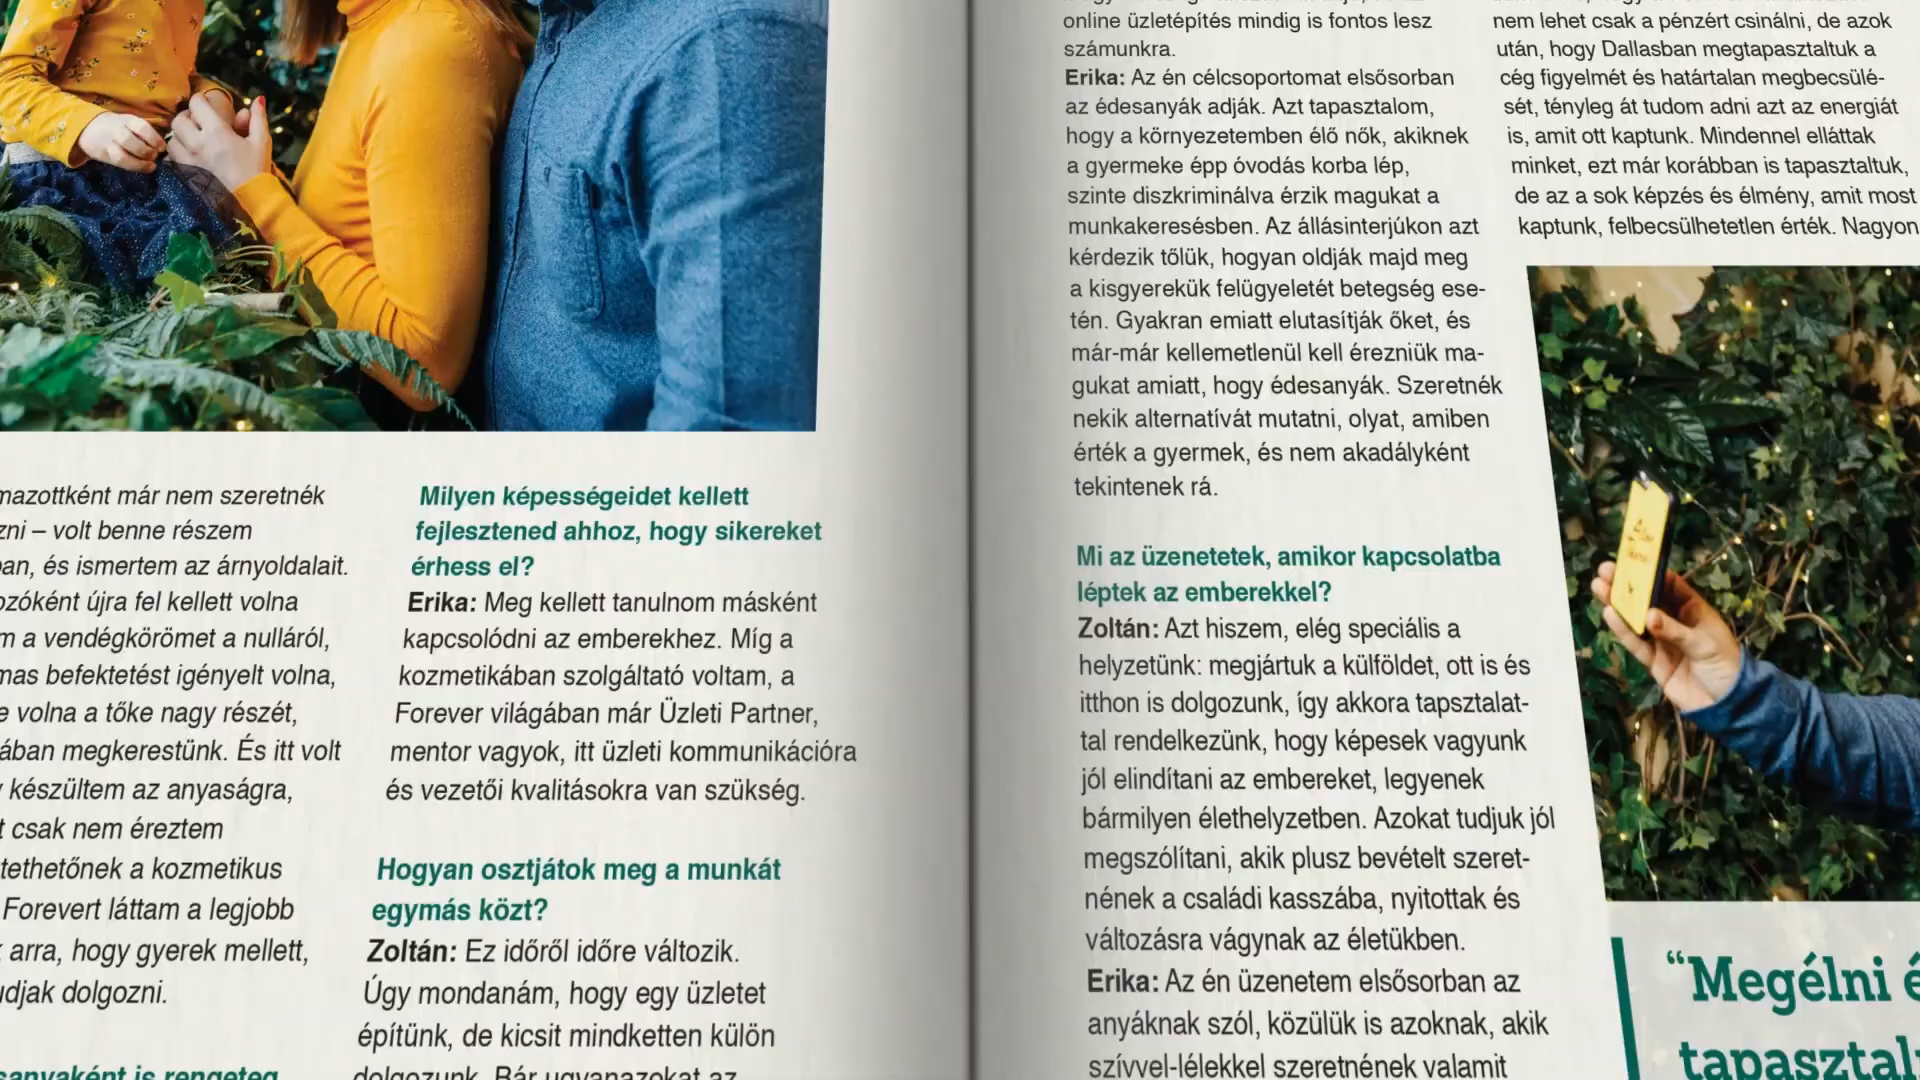 már nem szeretnék
– volt benne részem
és ismertem az árnyoldalait.
újra fel kellett volna
a vendégkörömet a nulláról,
befektetést igényelt volna,
volna a tőke nagy részét,
megkerestünk. És itt volt
készültem az anyaságra,
csak nem éreztem
a kozmetikus
Forevert láttam a legjobb
arra, hogy gyerek mellett,
dolgozni.
is rengeteg
Milyen képességeidet kellett
fejlesztened ahhoz, hogy sikereket
érhess el?
Erika: Meg kellett tanulnom másként
kapcsolódni az emberekhez. Míg a
kozmetikában szolgáltató voltam, a
Forever világában már Üzleti Partner,
mentor vagyok, itt üzleti kommunikációra
és vezetői kvalitásokra van szükség.
Hogyan osztjátok meg a munkát
egymás közt?
Zoltán: Ez időről időre változik.
Úgy mondanám, hogy egy üzletet
építünk, de kicsit mindketten külön
dolgozunk. Bár ugyanazokat az
online üzletépítés mindig is fontos lesz
számunkra.
Erika: Az én célcsoportomat elsősorban
az édesanyák adják. Azt tapasztalom,
hogy a környezetemben élő nők, akiknek
a gyermeke épp óvodás korba lép,
szinte diszkriminálva érzik magukat a
munkakeresésben. Az állásinterjúkon azt
kérdezik tőlük, hogyan oldják majd meg
a kisgyerekük felügyeletét betegség ese-
tén. Gyakran emiatt elutasítják őket, és
már-már kellemetlenül kell érezniük ma-
gukat amiatt, hogy édesanyák. Szeretnék
nekik alternatívát mutatni, olyat, amiben
érték a gyermek, és nem akadályként
tekintenek rá.
Mi az üzenetetek, amikor kapcsolatba
léptek az emberekkel?
Zoltán: Azt hiszem, elég speciális a
helyzetünk: megjártuk a külföldet, ott is és
itthon is dolgozunk, így akkora tapsztalat-
tal rendelkezünk, hogy képesek vagyunk
jól elindítani az embereket, legyenek
bármilyen élethelyzetben. Azokat tudjuk jól
megszólítani, akik plusz bevételt szeret-
nének a családi kasszába, nyitottak és
változásra vágynak az életükben.
Erika: Az én üzenetem elsősorban az
anyáknak szól, közülük is azoknak, akik
szívvel-lélekkel szeretnének valamit
nem lehet csak a pénzért csinálni, de azok
után, hogy Dallasban megtapasztaltuk a
cég figyelmét és határtalan megbecsülé-
sét, tényleg át tudom adni azt az energiát
is, amit ott kaptunk. Mindennel elláttak
minket, ezt már korábban is tapasztaltuk,
de az a sok képzés és élmény, amit most
kaptunk, felbecsülhetetlen érték. Nagyon
“Megélni